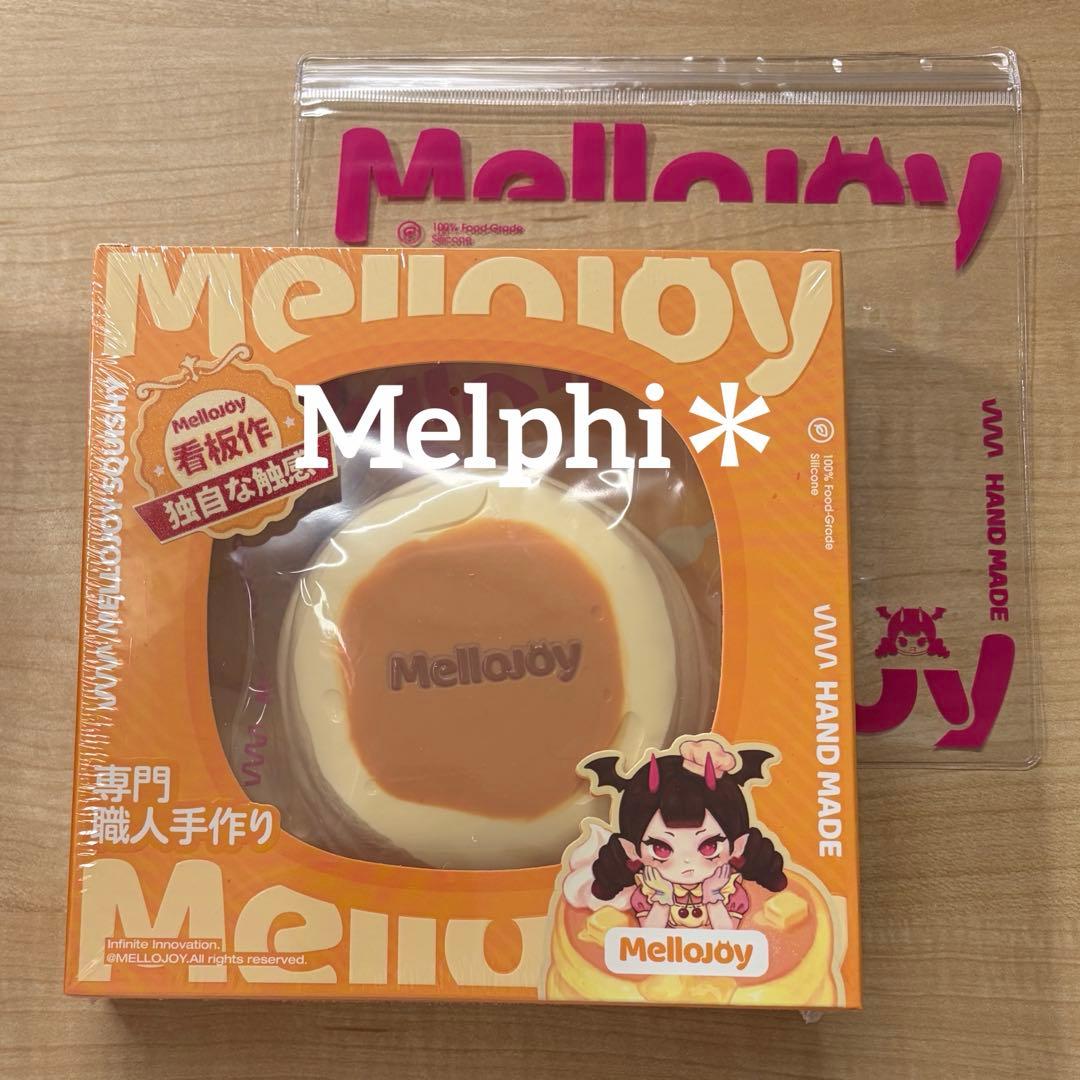 Mellojoy
100% Food-Grade
Silicone
Mellojoy
Melphi*
Mellojoy
看板作
独自な触感
100% Food-Grade
Silicone
HAND MADE
WWW.MELLOJOYSQUISHY
Mellojoy
HAND MADE
専門
職人手作り
Infinite Innovation.
@MELLOJOY.All rights reserved.
Mellojoy